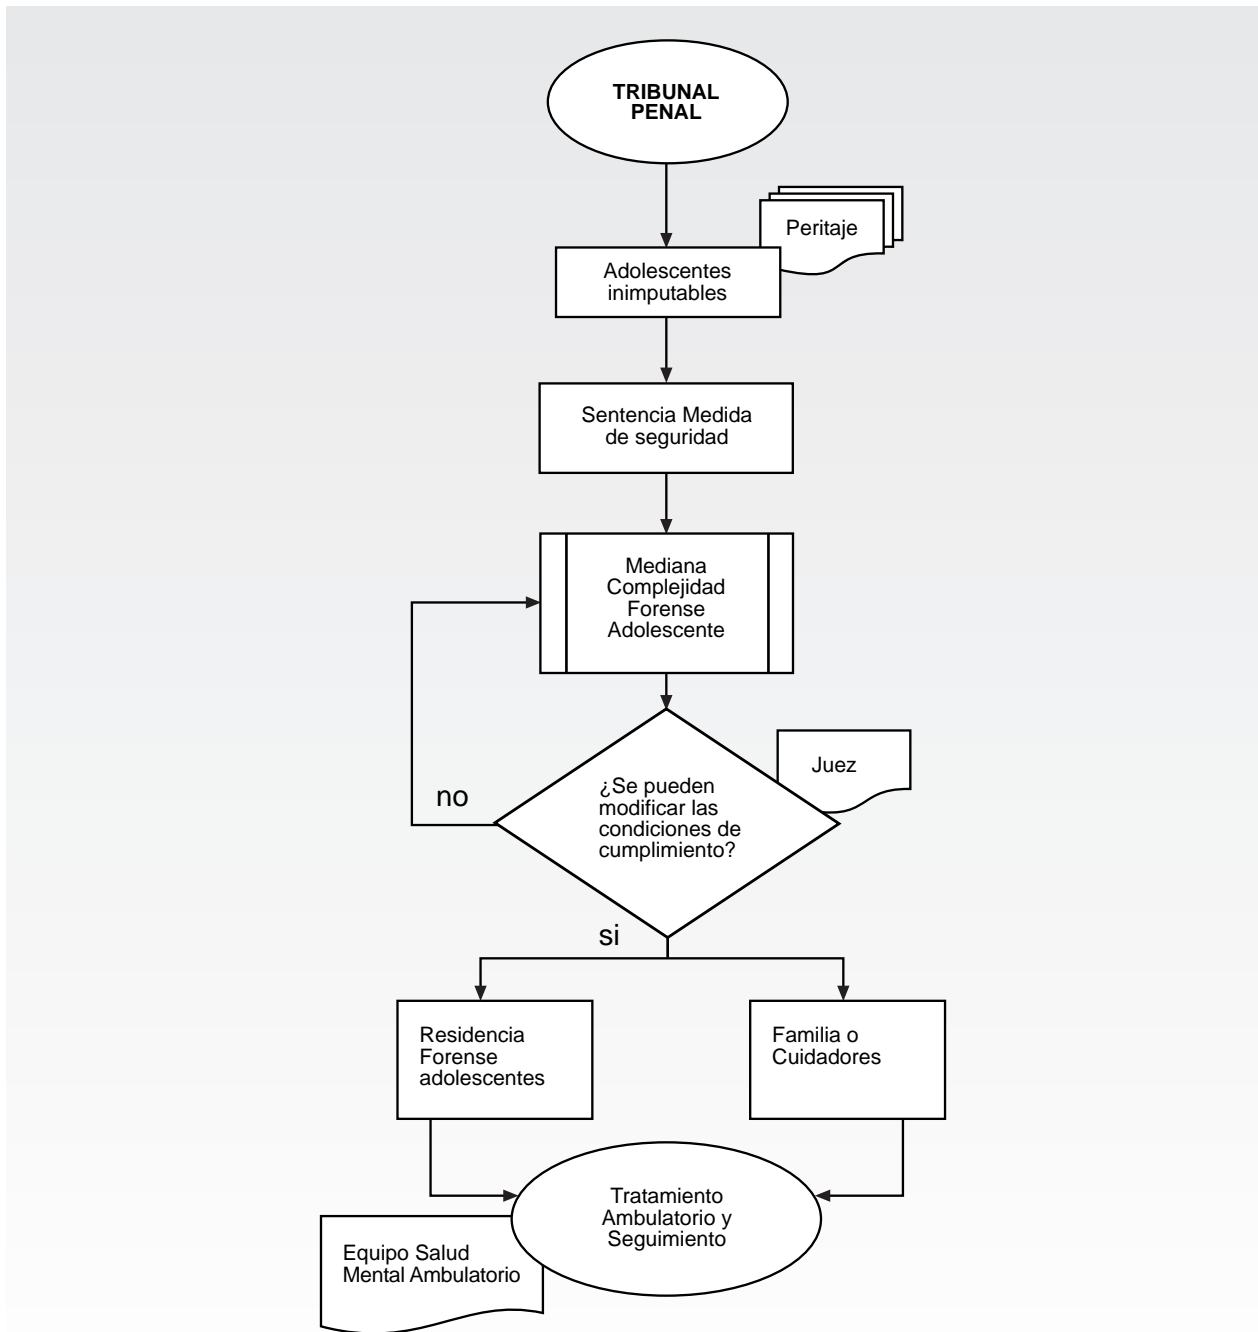 TRIBUNAL
PENAL
Peritaje
Adolescentes
inimputables
Sentencia Medida
de seguridad
Mediana
Complejidad
Forense
Adolescente
Juez
¿Se pueden
modificar las
condiciones de
cumplimiento?
no
si
Residencia
Forense
adolescentes
Familia o
Cuidadores
Tratamiento
Ambulatorio y
Seguimiento
Equipo Salud
Mental Ambulatorio